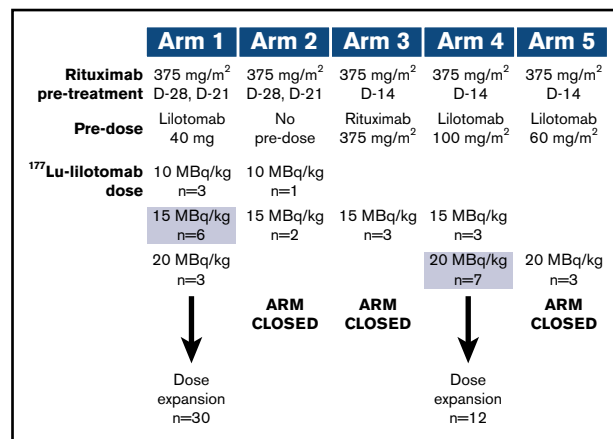 Arm 1 Arm 2 Arm 3 Arm 4 Arm 5
Rituximab 375 mg/m² 375 mg/m² 375 mg/m² 375 mg/m² 375 mg/m²
pre-treatment D-28, D-21 D-28, D-21 D-14 D-14 D-14
Pre-dose Lilotomab No Rituximab Lilotomab Lilotomab
40 mg pre-dose 375 mg/m² 100 mg/m² 60 mg/m²
¹⁷⁷Lu-lilotomab 10 MBq/kg 10 MBq/kg
dose n=3 n=1
15 MBq/kg 15 MBq/kg 15 MBq/kg 15 MBq/kg
n=6 n=2 n=3 n=3
20 MBq/kg 20 MBq/kg 20 MBq/kg
n=3 n=7 n=3
ARM ARM ARM
CLOSED CLOSED CLOSED
Dose Dose
expansion expansion
n=30 n=12